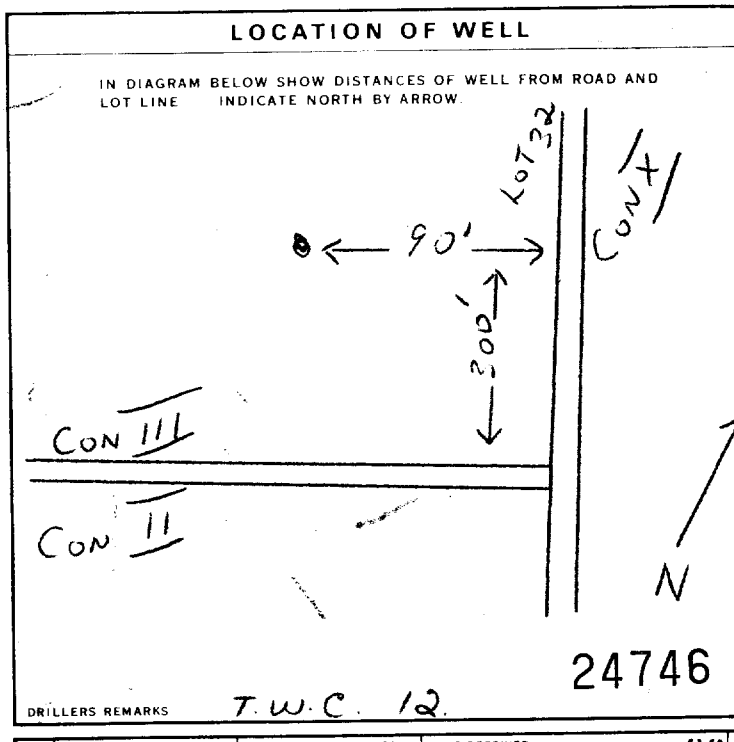 LOCATION OF WELL
IN DIAGRAM BELOW SHOW DISTANCES OF WELL FROM ROAD AND
LOT LINE INDICATE NORTH BY ARROW.
LOT 32
CON X
90'
300'
CON III
CON II
N
24746
DRILLERS REMARKS T.W.C. 12.